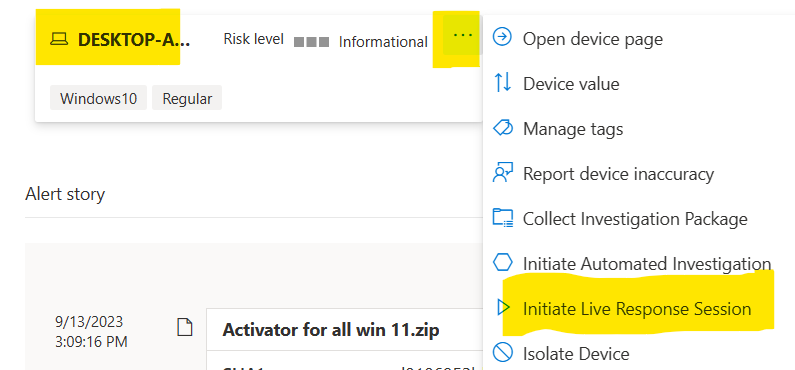 DESKTOP-A...
Risk level
Informational
...
Windows10
Regular
Open device page
Device value
Manage tags
Report device inaccuracy
Collect Investigation Package
Initiate Automated Investigation
Initiate Live Response Session
Isolate Device
Alert story
9/13/2023
3:09:16 PM
Activator for all win 11.zip